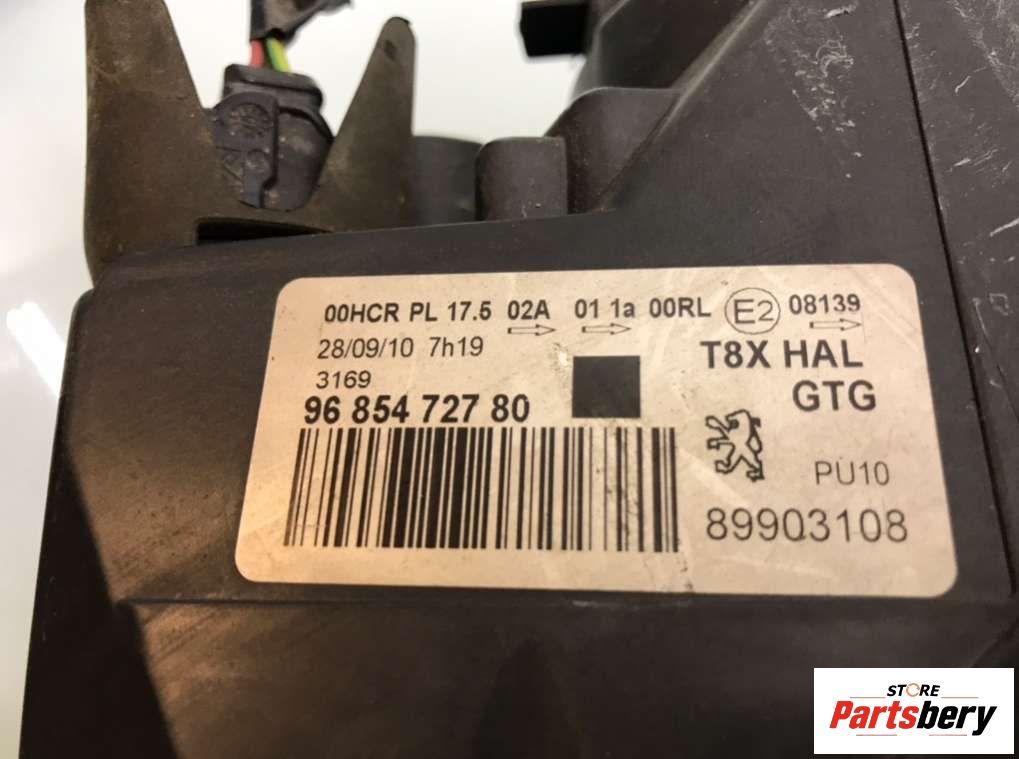 00HCR PL 17.5 02A 01 1a 00RL E2 08139
28/09/10 7h19
T8X HAL
3169
GTG
96 854 727 80
PU10
89903108
STORE
Partsbery